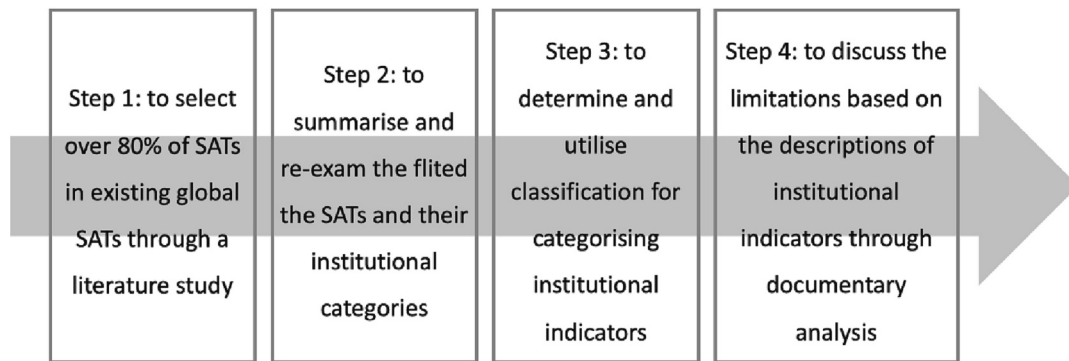 Step 1: to select
over 80% of SATs
in existing global
SATs through a
literature study
Step 2: to
summarise and
re-exam the flited
the SATs and their
institutional
categories
Step 3: to
determine and
utilise
classification for
categorising
institutional
indicators
Step 4: to discuss the
limitations based on
the descriptions of
institutional
indicators through
documentary
analysis